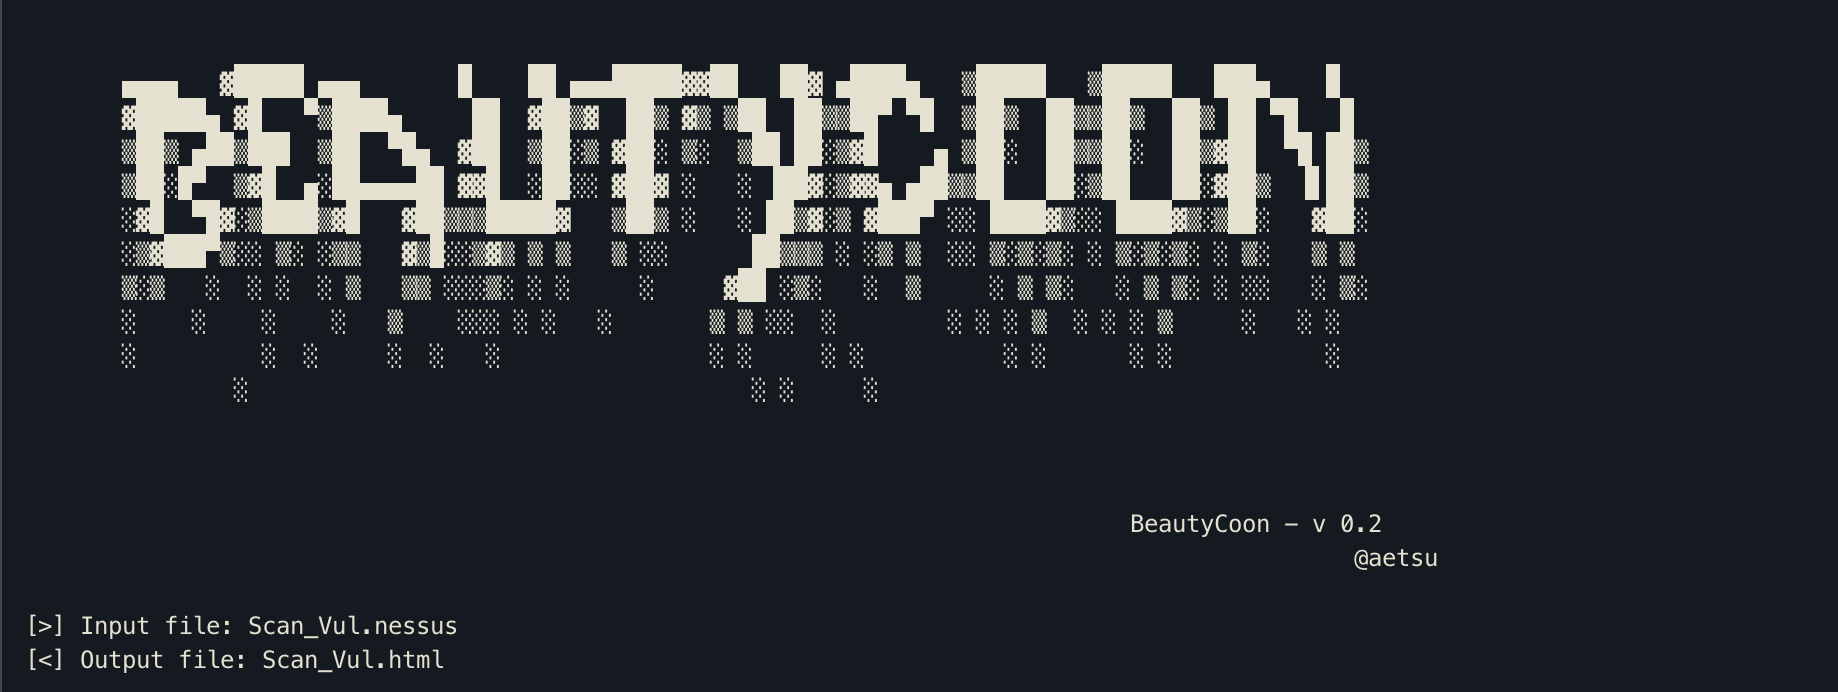 BEAUTYCOON
BeautyCoon - v 0.2
@aetsu
[>] Input file: Scan_Vul.nessus
[<] Output file: Scan_Vul.html